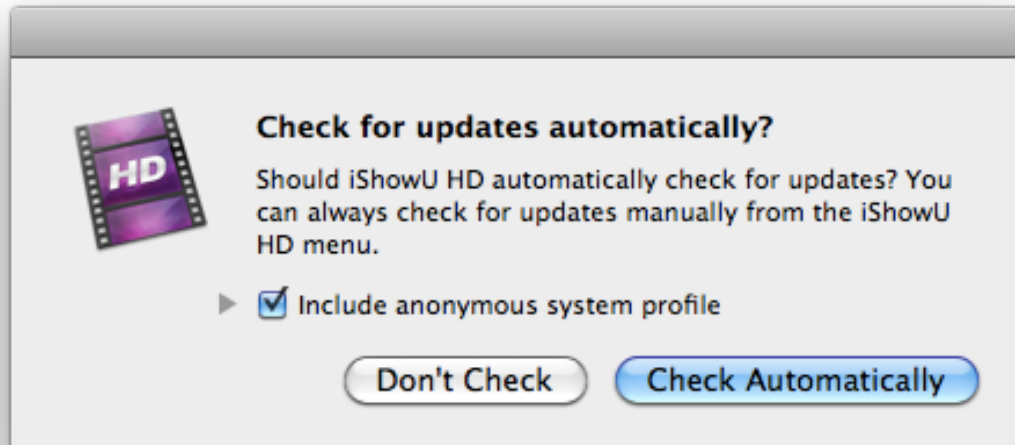 Check for updates automatically?
HD
Should iShowU HD automatically check for updates? You
can always check for updates manually from the iShowU
HD menu.
Include anonymous system profile
Don't Check
Check Automatically